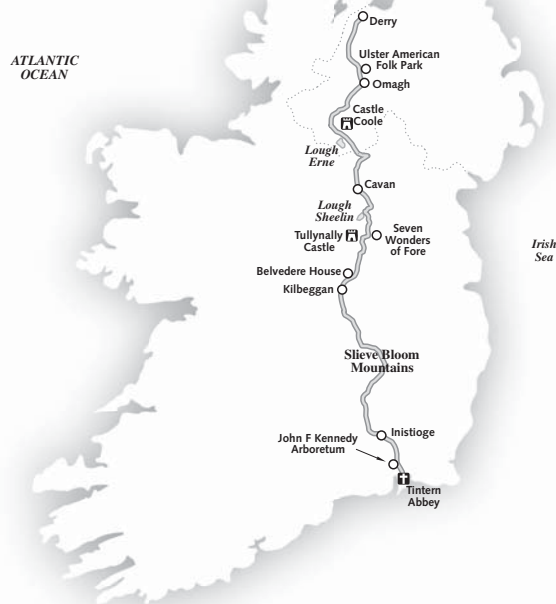 Derry
ATLANTIC
OCEAN
Ulster American
Folk Park
Omagh
Castle
Coole
Lough
Erne
Cavan
Lough
Sheelin
Tullynally
Castle
Seven
Wonders
of Fore
Irish
Sea
Belvedere House
Kilbeggan
Slieve Bloom
Mountains
Inistioge
John F Kennedy
Arboretum
Tintern
Abbey